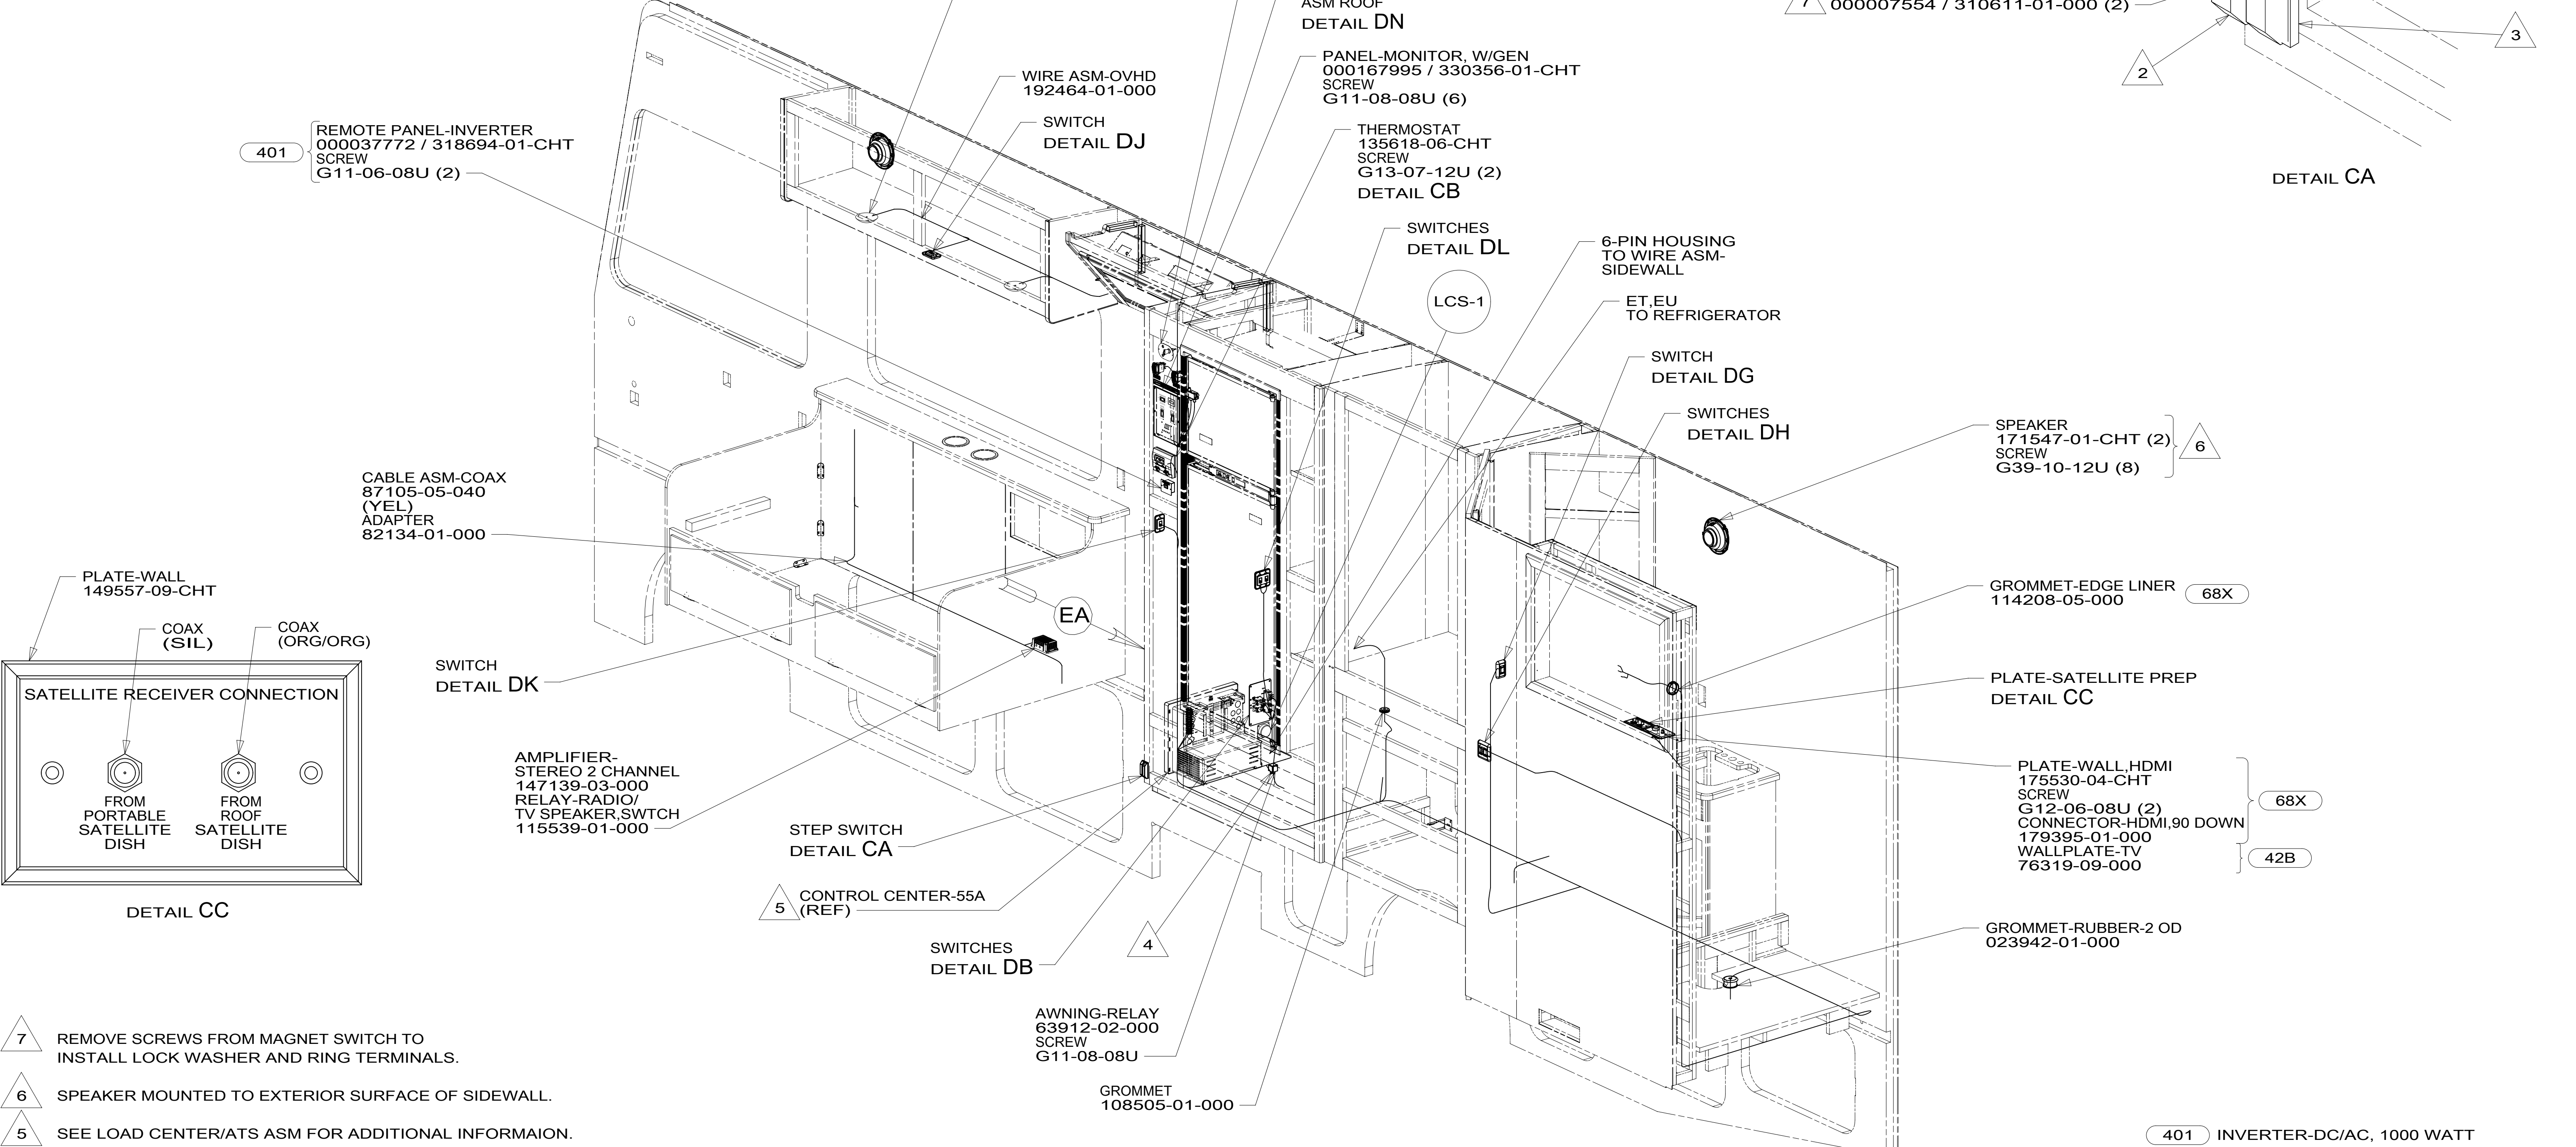 ASM ROOF
DETAIL DN
7
000007554 / 310611-01-000 (2)
3
2
DETAIL CA
PANEL-MONITOR, W/GEN
000167995 / 330356-01-CHT
SCREW
G11-08-08U (6)
WIRE ASM-OVHD
192464-01-000
SWITCH
DETAIL DJ
401
REMOTE PANEL-INVERTER
000037772 / 318694-01-CHT
SCREW
G11-06-08U (2)
THERMOSTAT
135618-06-CHT
SCREW
G13-07-12U (2)
DETAIL CB
SWITCHES
DETAIL DL
6-PIN HOUSING
TO WIRE ASM-
SIDEWALL
LCS-1
ET,EU
TO REFRIGERATOR
SWITCH
DETAIL DG
SWITCHES
DETAIL DH
SPEAKER
171547-01-CHT (2)
SCREW
G39-10-12U (8)
6
CABLE ASM-COAX
87105-05-040
(YEL)
ADAPTER
82134-01-000
GROMMET-EDGE LINER
114208-05-000
68X
PLATE-WALL
149557-09-CHT
COAX
(SIL)
COAX
(ORG/ORG)
SATELLITE RECEIVER CONNECTION
FROM
PORTABLE
SATELLITE
DISH
FROM
ROOF
SATELLITE
DISH
DETAIL CC
EA
SWITCH
DETAIL DK
PLATE-SATELLITE PREP
DETAIL CC
AMPLIFIER-
STEREO 2 CHANNEL
147139-03-000
RELAY-RADIO/
TV SPEAKER,SWTCH
115539-01-000
PLATE-WALL,HDMI
175530-04-CHT
SCREW
G12-06-08U (2)
CONNECTOR-HDMI,90 DOWN
179395-01-000
68X
WALLPLATE-TV
76319-09-000
42B
STEP SWITCH
DETAIL CA
5
CONTROL CENTER-55A
(REF)
SWITCHES
DETAIL DB
4
GROMMET-RUBBER-2 OD
023942-01-000
AWNING-RELAY
63912-02-000
SCREW
G11-08-08U
GROMMET
108505-01-000
7
REMOVE SCREWS FROM MAGNET SWITCH TO
INSTALL LOCK WASHER AND RING TERMINALS.
6
SPEAKER MOUNTED TO EXTERIOR SURFACE OF SIDEWALL.
5
SEE LOAD CENTER/ATS ASM FOR ADDITIONAL INFORMAION.
401
INVERTER-DC/AC, 1000 WATT